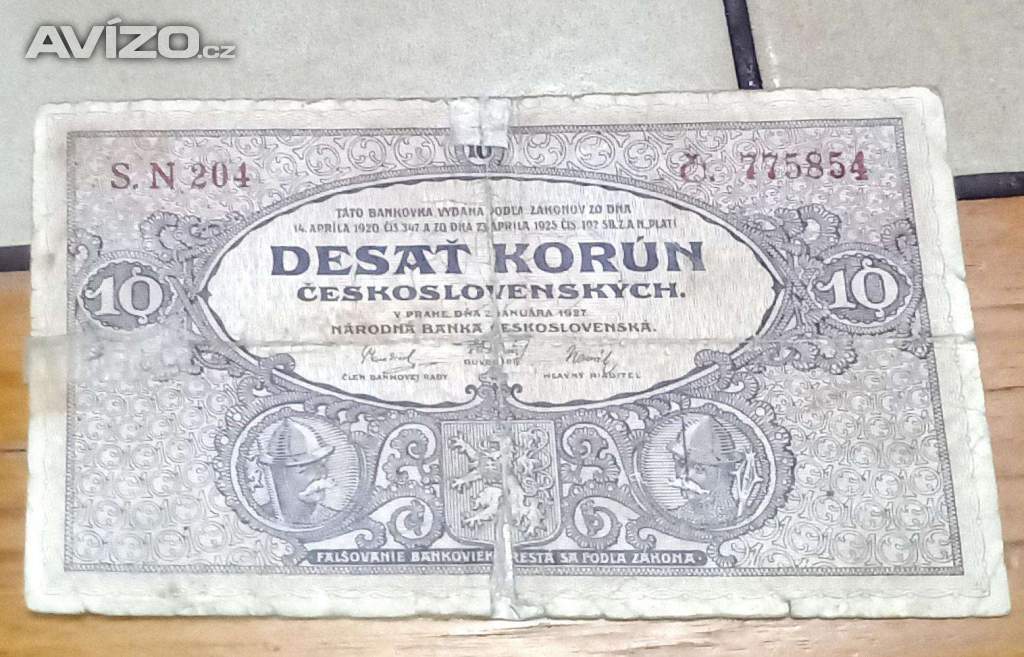 AVÍZO.cz
10
S. N 204
Č. 775854
TÁTO BANKOVKA VYDANÁ PODĽA ZÁKONOV ZO DŇA
14. APRÍLA 1920, ČÍS. 347. A ZO DŇA 23. APRÍLA 1925 ČÍS. 102 SB. Z. A N. PLATÍ
DESAŤ KORÚN
ČESKOSLOVENSKÝCH.
10
10
V PRAHE, DŇA 2. JANUÁRA 1927.
NÁRODNÁ BANKA ČESKOSLOVENSKÁ.
ČLEN BANKOVEJ RADY
GUVERNÉR
HLAVNÝ RIADITEĽ
FALŠOVANIE BANKOVIEK TRESTÁ SA PODĽA ZÁKONA